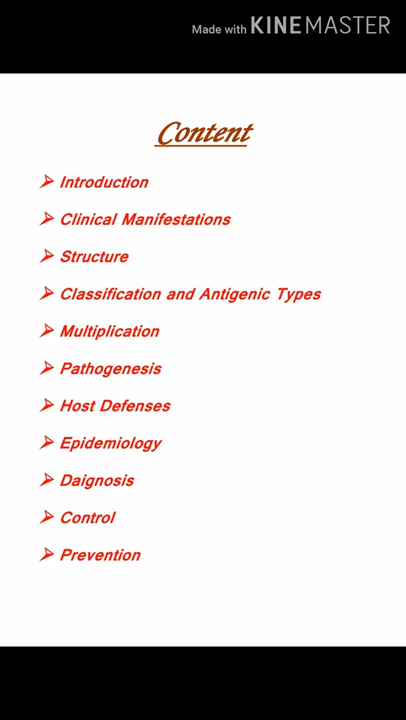 Made with KINEMASTER
Content
Introduction
Clinical Manifestations
Structure
Classification and Antigenic Types
Multiplication
Pathogenesis
Host Defenses
Epidemiology
Daignosis
Control
Prevention